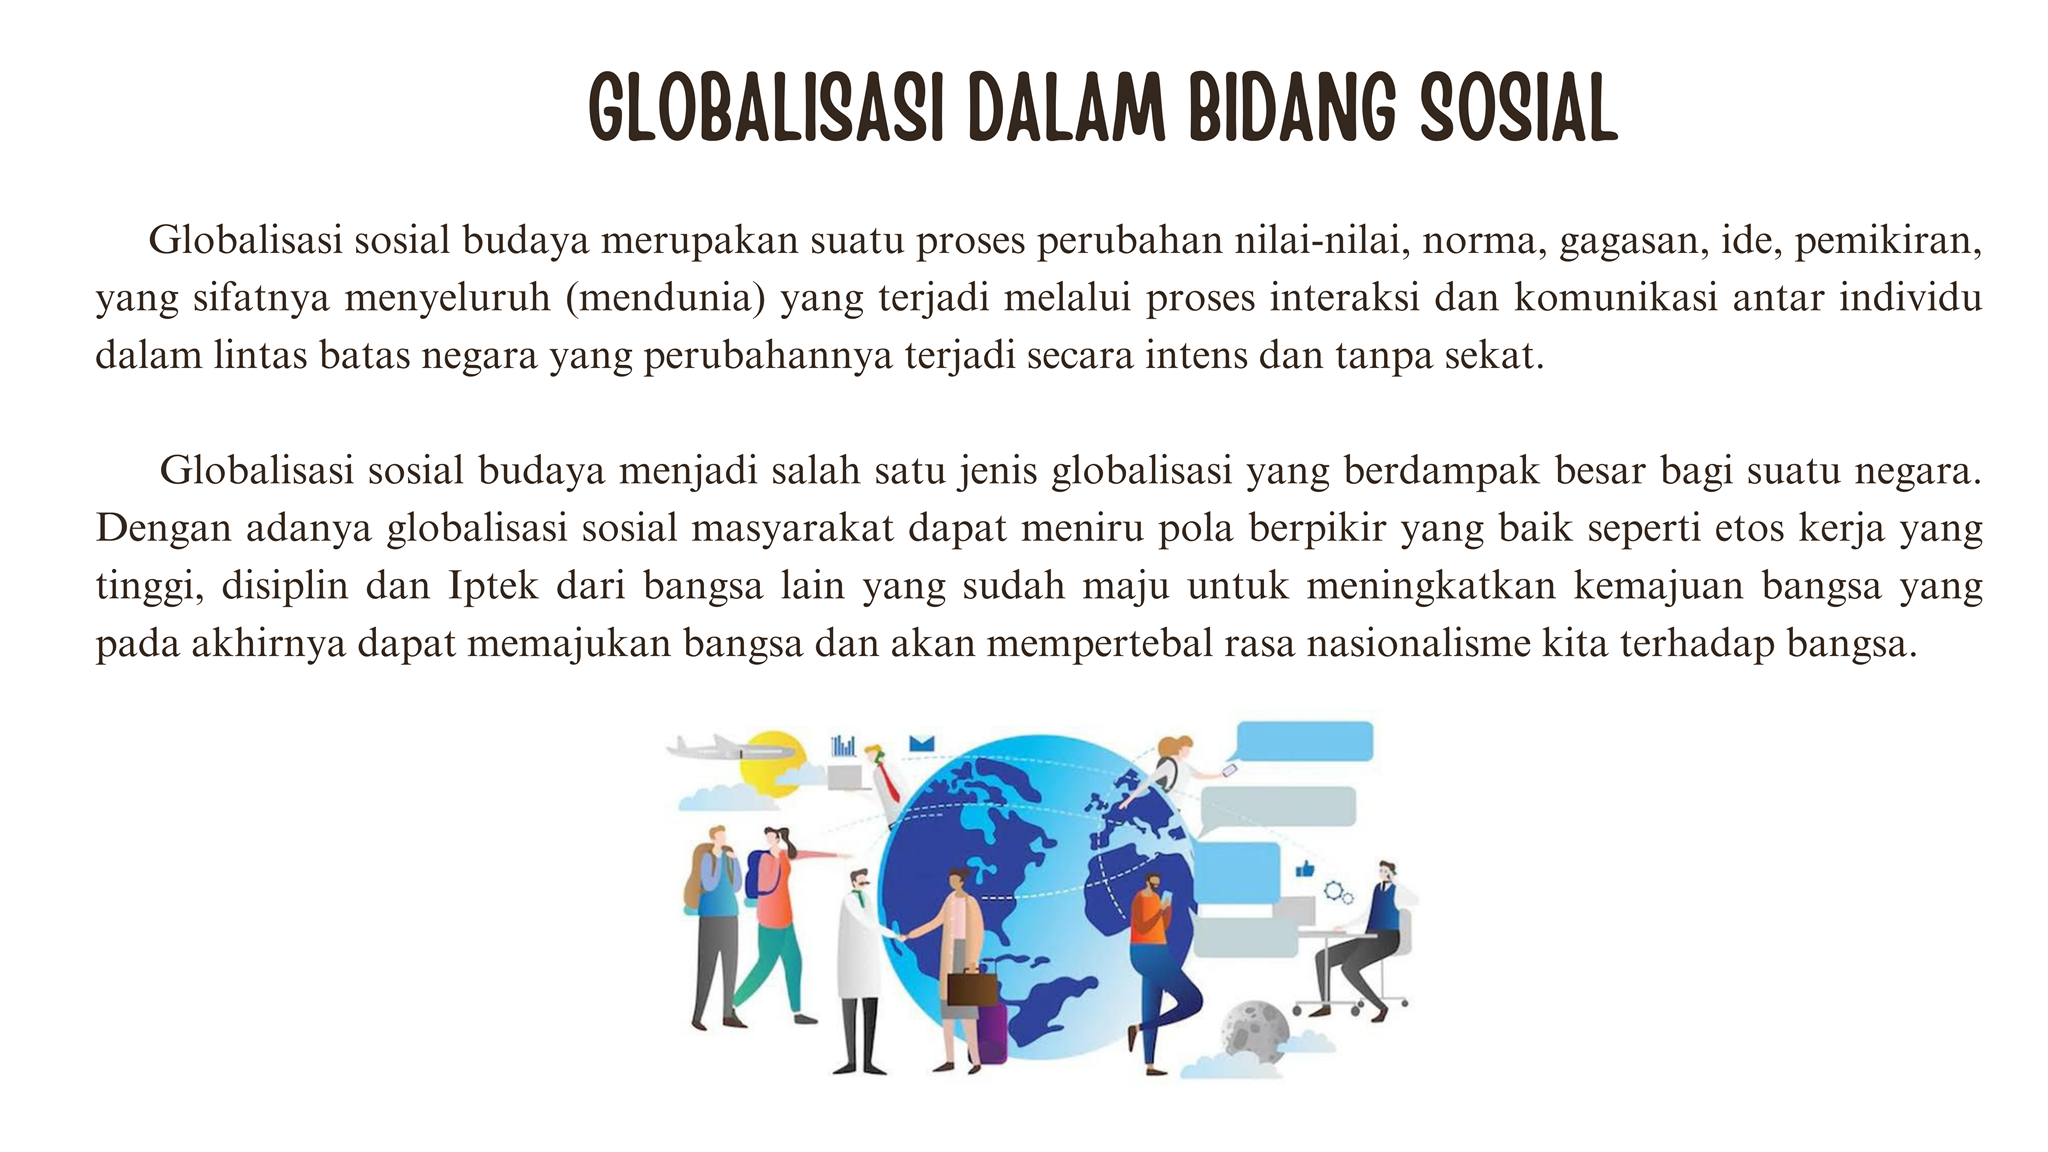 GLOBALISASI DALAM BIDANG SOSIAL
Globalisasi sosial budaya merupakan suatu proses perubahan nilai-nilai, norma, gagasan, ide, pemikiran,
yang sifatnya menyeluruh (mendunia) yang terjadi melalui proses interaksi dan komunikasi antar individu
dalam lintas batas negara yang perubahannya terjadi secara intens dan tanpa sekat.
Globalisasi sosial budaya menjadi salah satu jenis globalisasi yang berdampak besar bagi suatu negara.
Dengan adanya globalisasi sosial masyarakat dapat meniru pola berpikir yang baik seperti etos kerja yang
tinggi, disiplin dan Iptek dari bangsa lain yang sudah maju untuk meningkatkan kemajuan bangsa yang
pada akhirnya dapat memajukan bangsa dan akan mempertebal rasa nasionalisme kita terhadap bangsa.